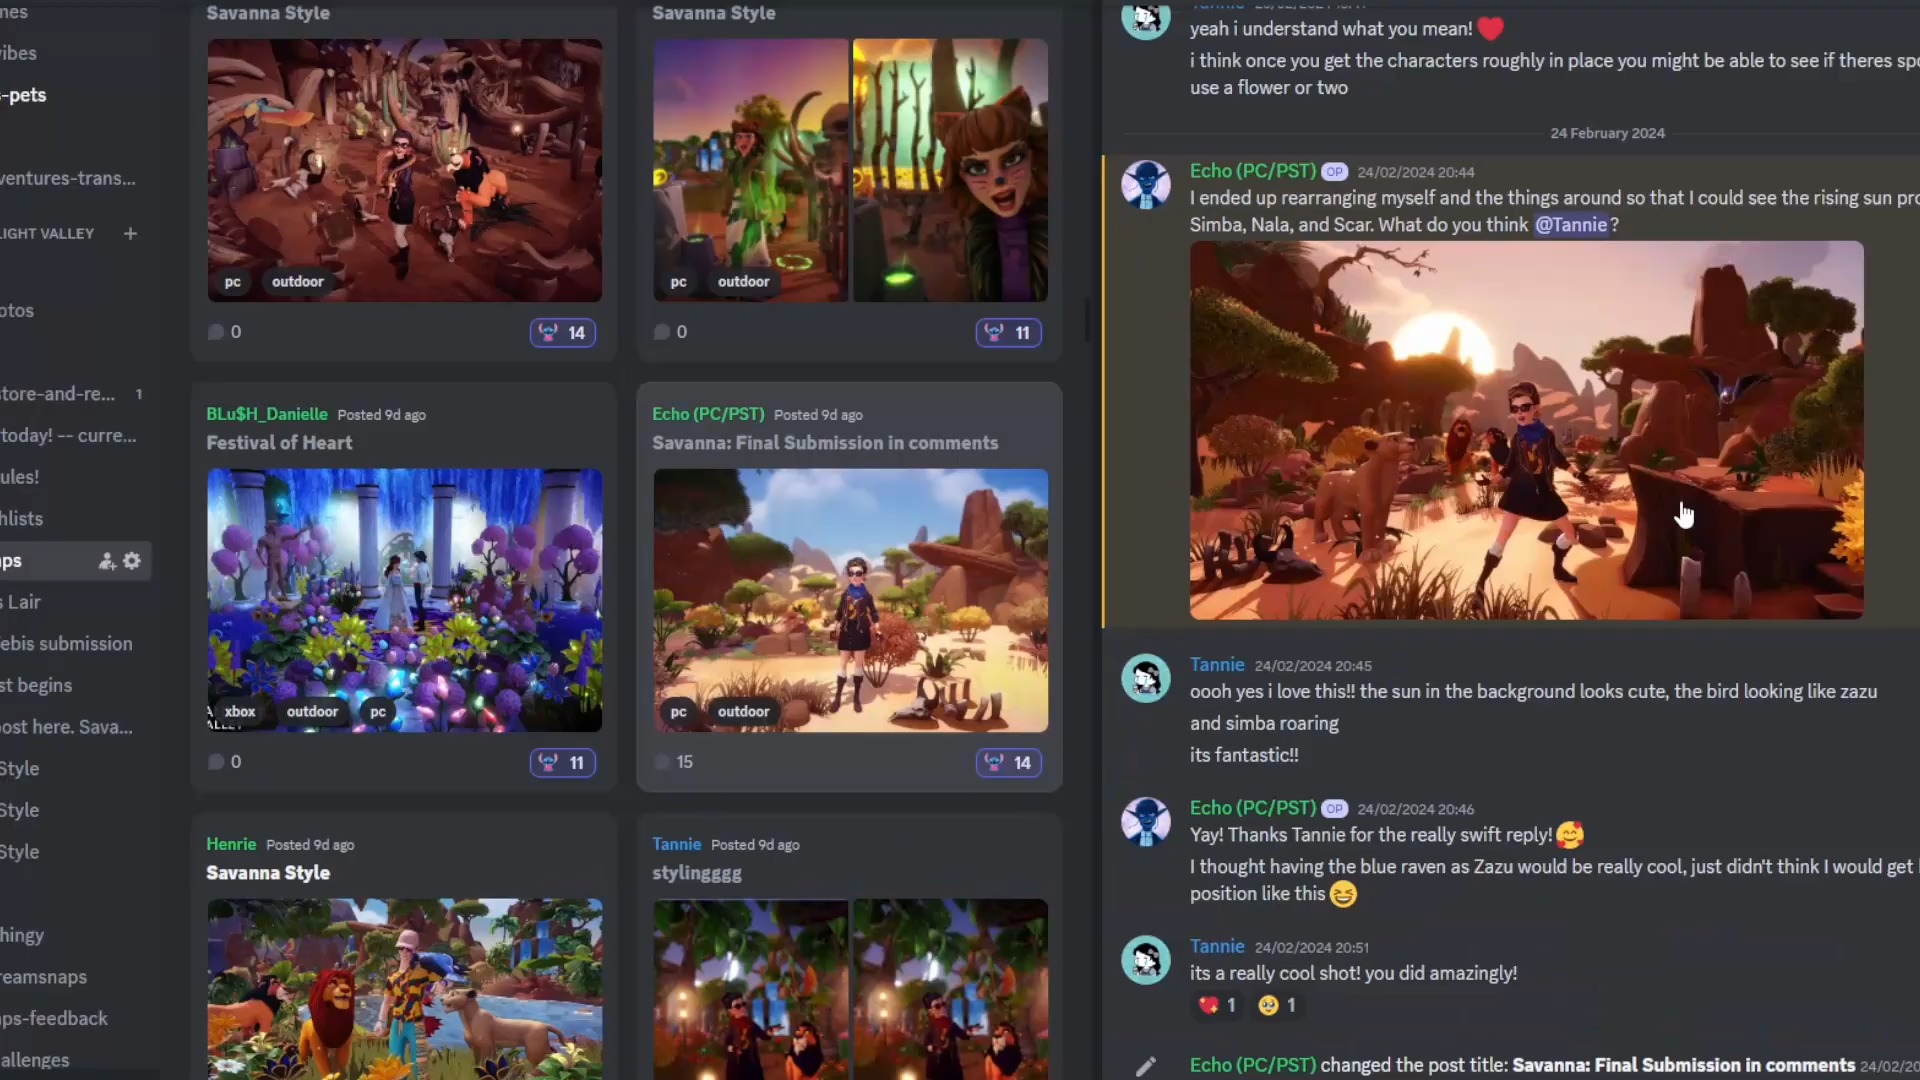 mes
vibes
-pets
ventures-trans...
LIGHT VALLEY +
otos
store-and-re... 1
today! -- curre...
ules!
hlists
ps
s Lair
ebis submission
st begins
post here. Sava...
Style
Style
Style
hingy
reamsnaps
ps-feedback
allenges
Savanna Style
pc outdoor
0 14
Savanna Style
pc outdoor
0 11
BLu$H_Danielle Posted 9d ago
Festival of Heart
xbox outdoor pc
0 11
Echo (PC/PST) Posted 9d ago
Savanna: Final Submission in comments
pc outdoor
15 14
Henrie Posted 9d ago
Savanna Style
Tannie Posted 9d ago
stylingggg
yeah i understand what you mean!
i think once you get the characters roughly in place you might be able to see if theres spo
use a flower or two
24 February 2024
Echo (PC/PST) OP 24/02/2024 20:44
I ended up rearranging myself and the things around so that I could see the rising sun pro
Simba, Nala, and Scar. What do you think @Tannie ?
Tannie 24/02/2024 20:45
oooh yes i love this!! the sun in the background looks cute, the bird looking like zazu
and simba roaring
its fantastic!!
Echo (PC/PST) OP 24/02/2024 20:46
Yay! Thanks Tannie for the really swift reply!
I thought having the blue raven as Zazu would be really cool, just didn't think I would get
position like this
Tannie 24/02/2024 20:51
its a really cool shot! you did amazingly!
1 1
Echo (PC/PST) changed the post title: Savanna: Final Submission in comments 24/02/20